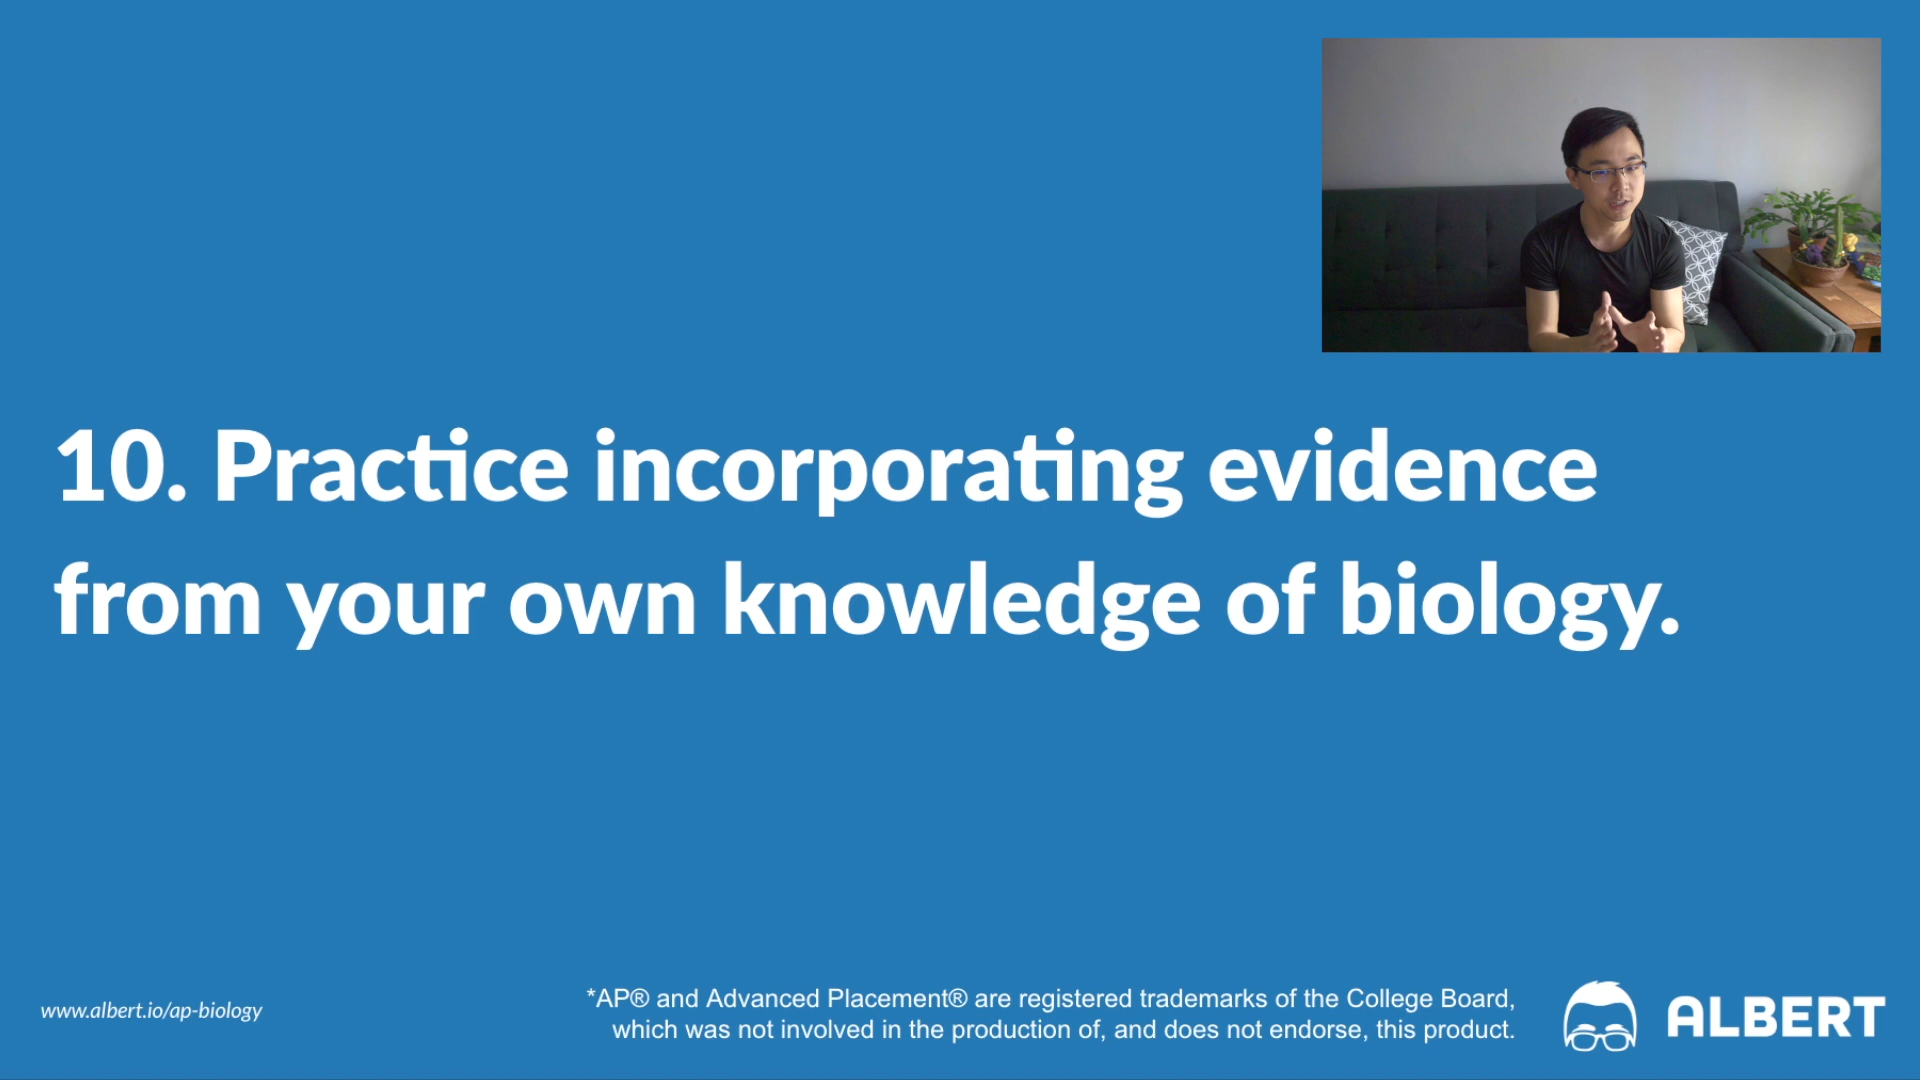 10. Practice incorporating evidence
from your own knowledge of biology.
www.albert.io/ap-biology
*AP® and Advanced Placement® are registered trademarks of the College Board,
which was not involved in the production of, and does not endorse, this product.
ALBERT